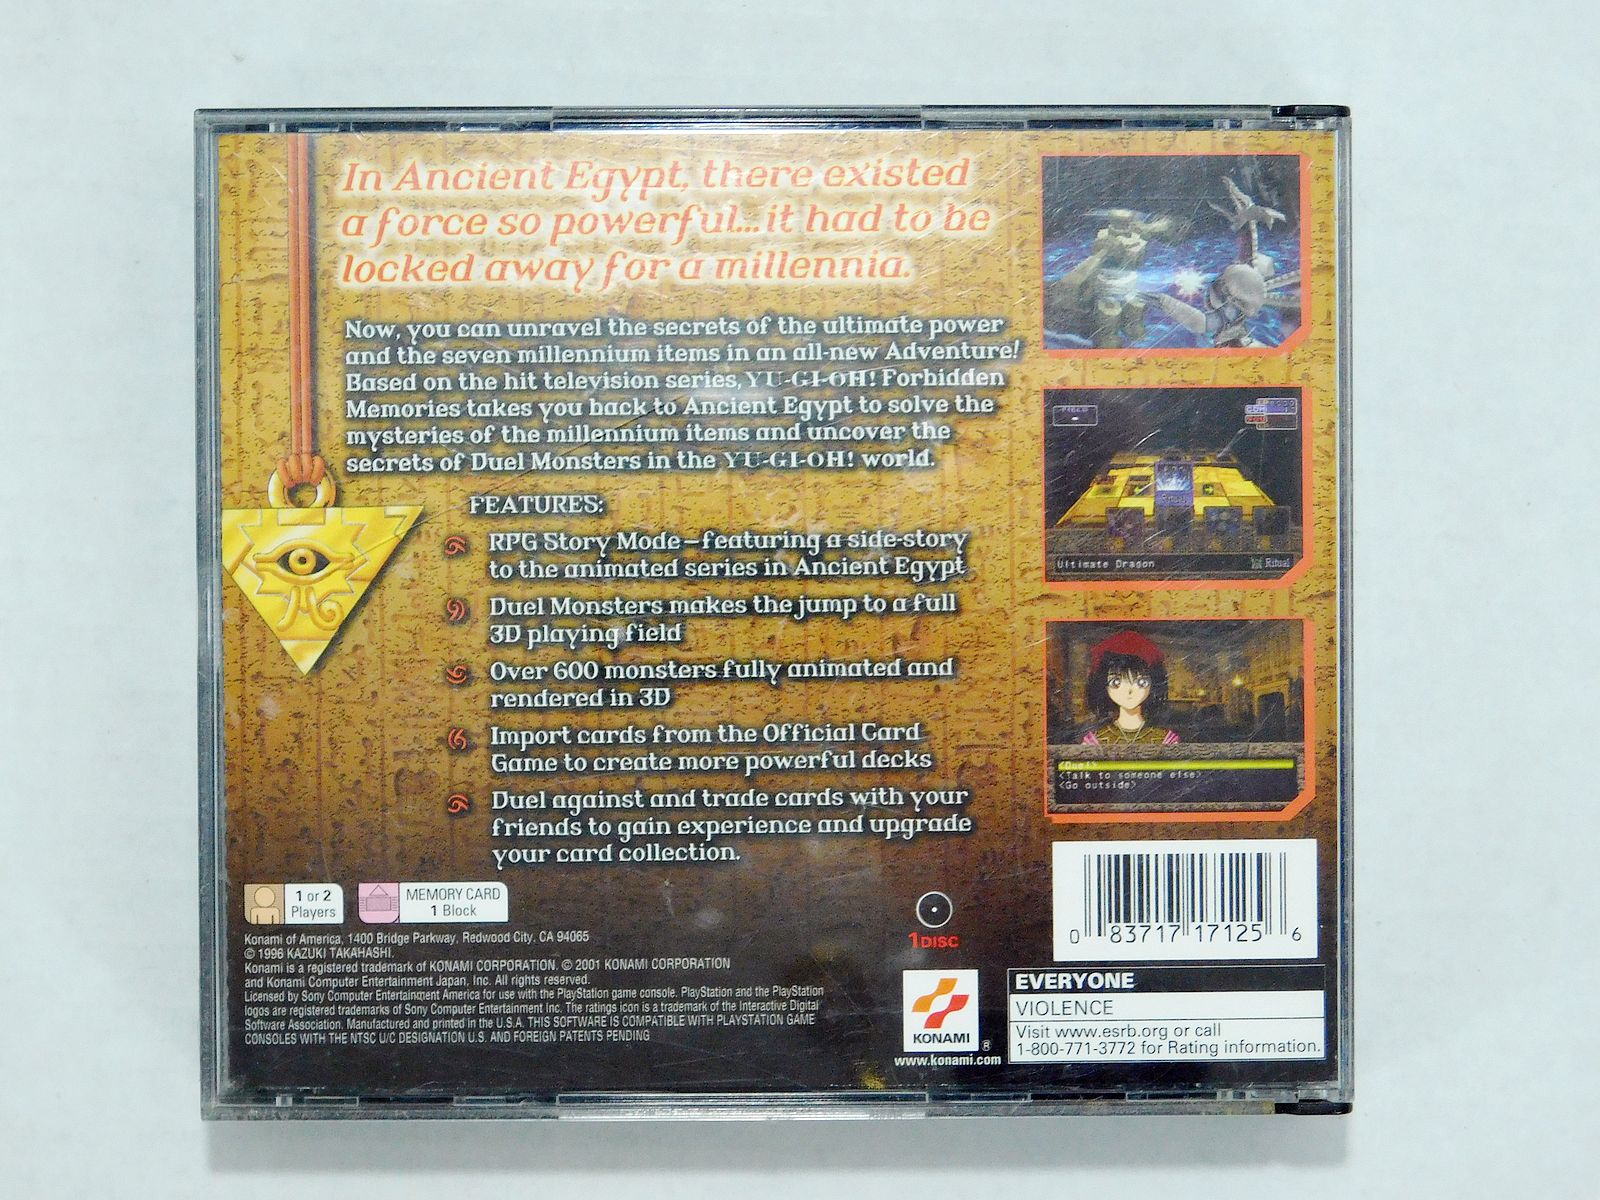 In Ancient Egypt, there existed
a force so powerful...it had to be
locked away for a millennia.
Now, you can unravel the secrets of the ultimate power
and the seven millennium items in an all-new Adventure!
Based on the hit television series, YU-GI-OH! Forbidden
Memories takes you back to Ancient Egypt to solve the
mysteries of the millennium items and uncover the
secrets of Duel Monsters in the YU-GI-OH! world.
FEATURES:
RPG Story Mode–featuring a side-story
to the animated series in Ancient Egypt
Duel Monsters makes the jump to a full
3D playing field
Over 600 monsters fully animated and
rendered in 3D
Import cards from the Official Card
Game to create more powerful decks
Duel against and trade cards with your
friends to gain experience and upgrade
your card collection.
FIELD
COM
Ritual
Ultimate Dragon
Ritual
<Duel>
<Talk to someone else>
<Go outside>
1 or 2
Players
MEMORY CARD
1 Block
1 DISC
0 83717 17125 6
Konami of America, 1400 Bridge Parkway, Redwood City, CA 94065
© 1996 KAZUKI TAKAHASHI.
Konami is a registered trademark of KONAMI CORPORATION. © 2001 KONAMI CORPORATION
and Konami Computer Entertainment Japan, Inc. All rights reserved.
Licensed by Sony Computer Entertainqent America for use with the PlayStation game console. PlayStation and the PlayStation
logos are registered trademarks of Sony Computer Entertainment Inc. The ratings icon is a trademark of the Interactive Digital
Software Association. Manufactured and printed in the U.S.A. THIS SOFTWARE IS COMPATIBLE WITH PLAYSTATION GAME
CONSOLES WITH THE NTSC U/C DESIGNATION U.S. AND FOREIGN PATENTS PENDING
KONAMI
®
www.konami.com
EVERYONE
VIOLENCE
Visit www.esrb.org or call
1-800-771-3772 for Rating information.